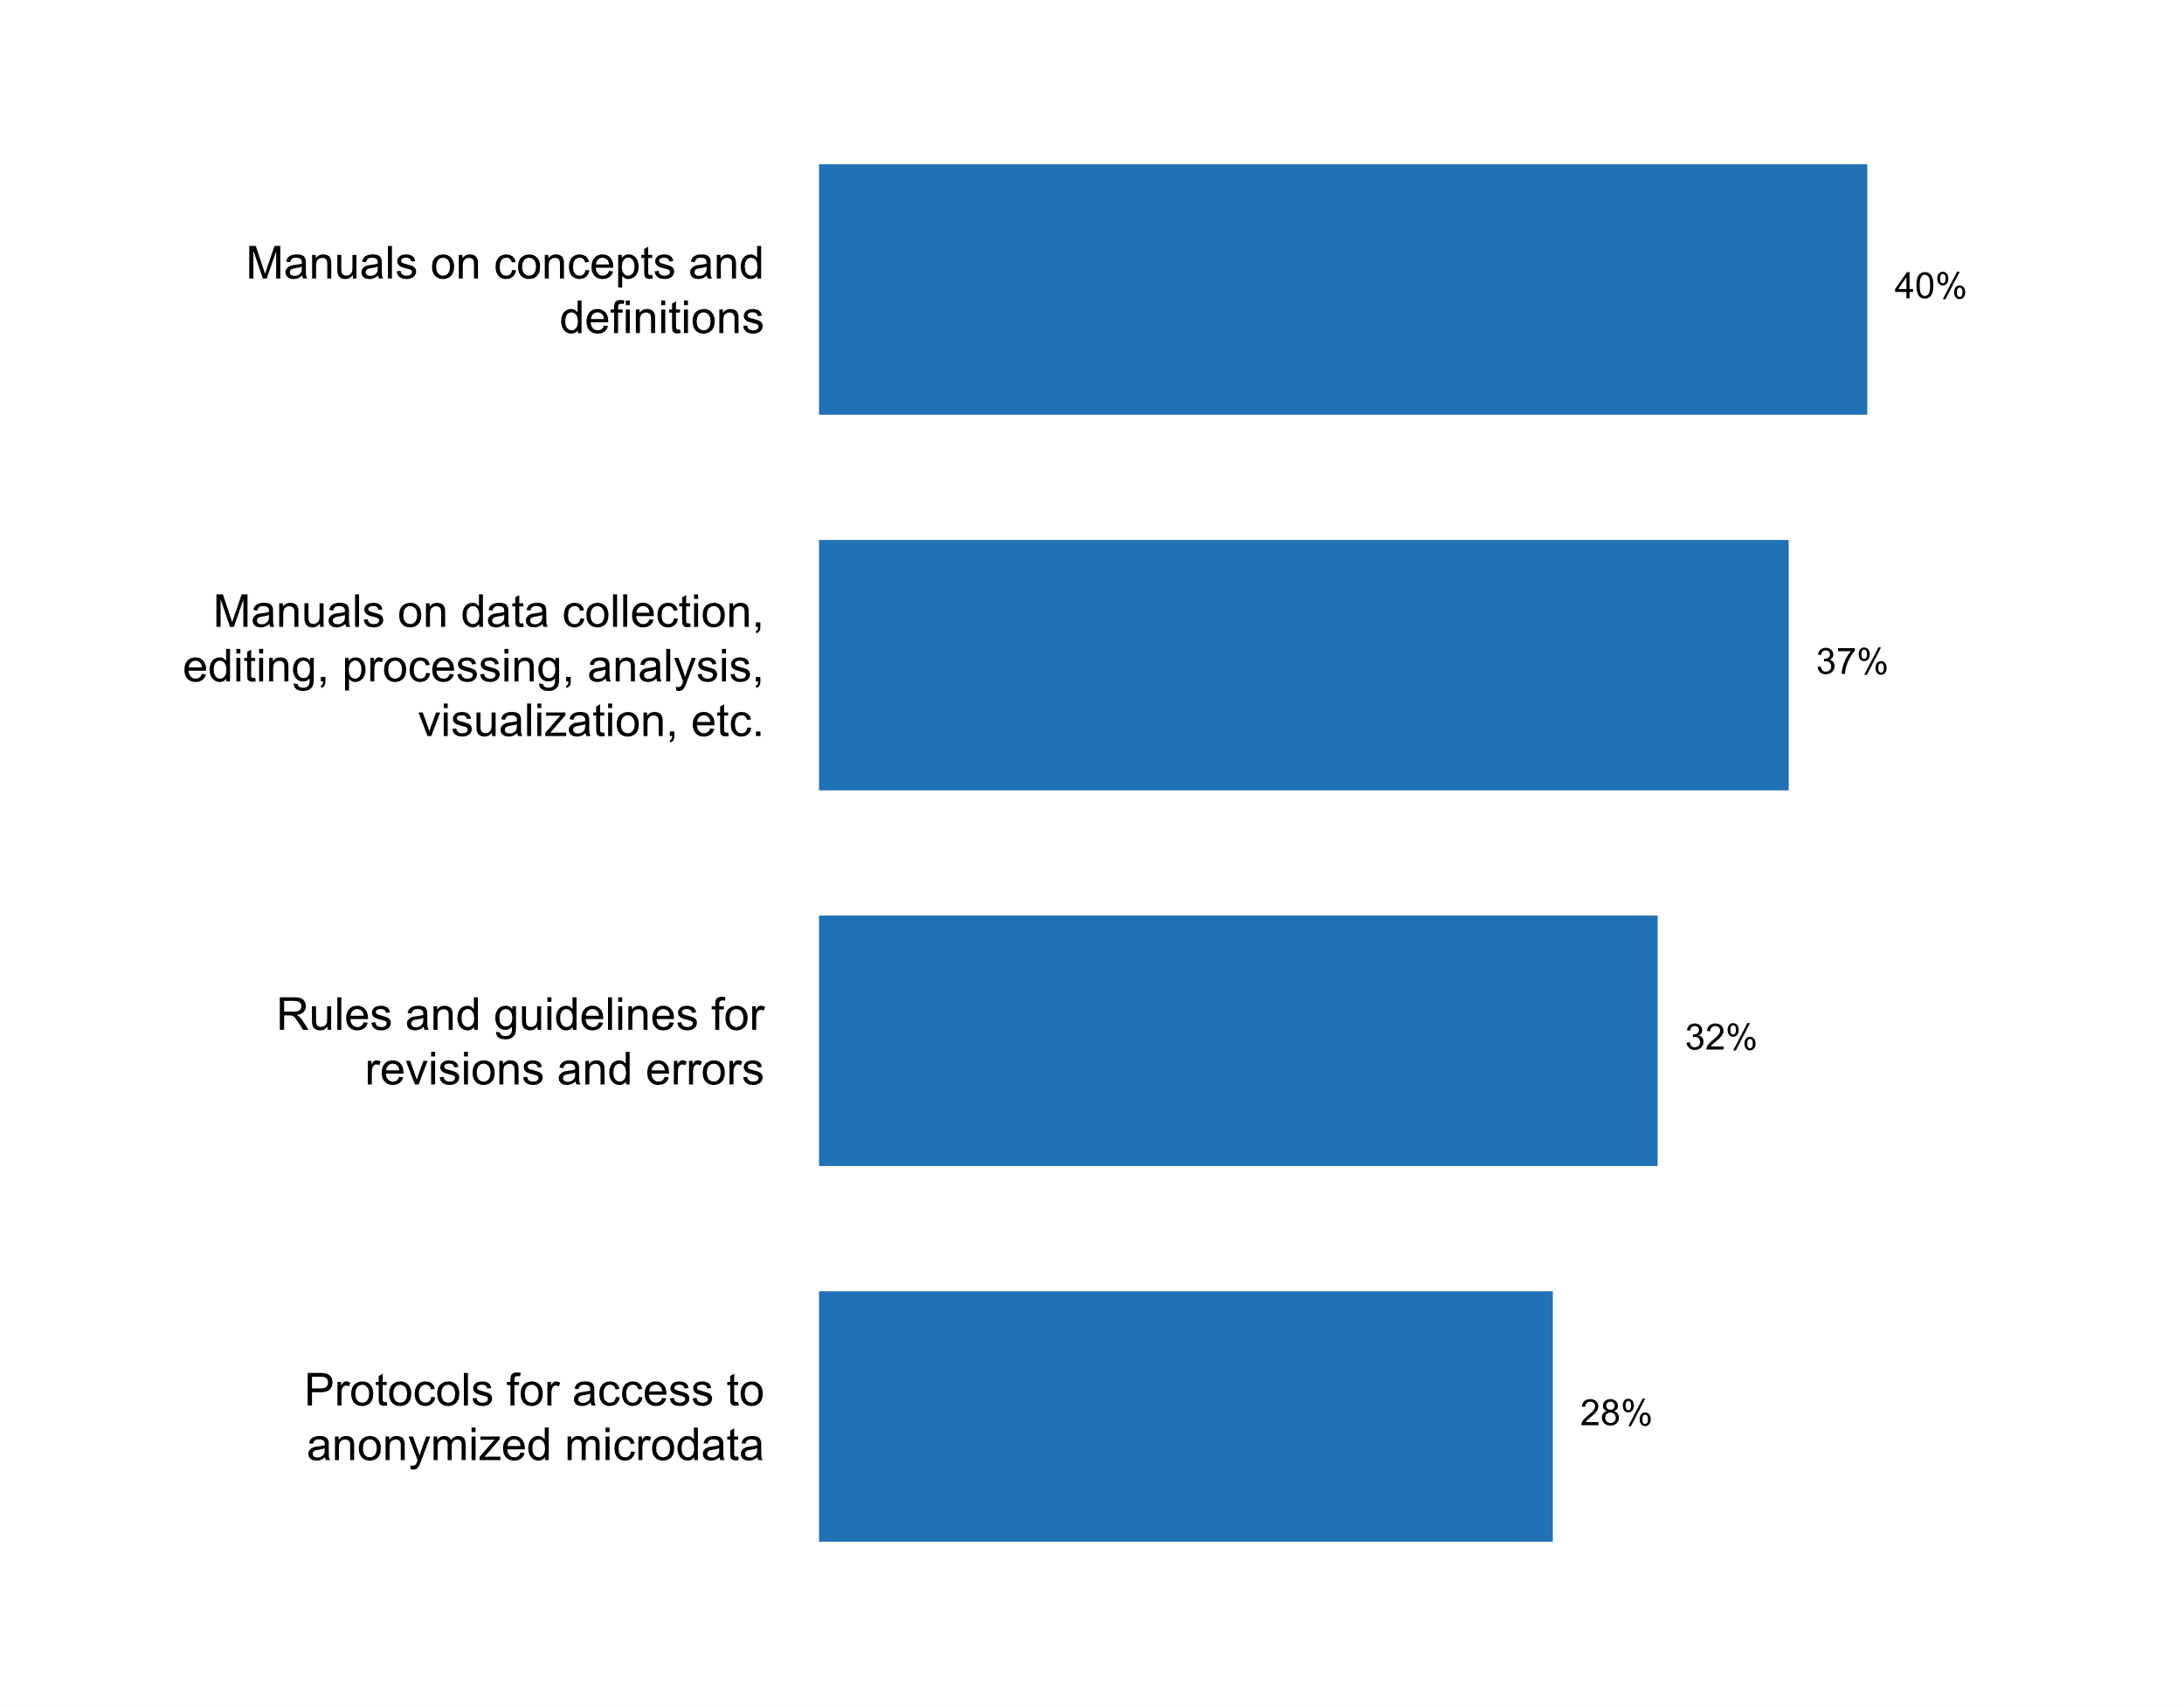 Manuals on concepts and
definitions
40%
Manuals on data collection,
editing, processing, analysis,
visualization, etc.
37%
Rules and guidelines for
revisions and errors
32%
Protocols for access to
anonymized microdata
28%